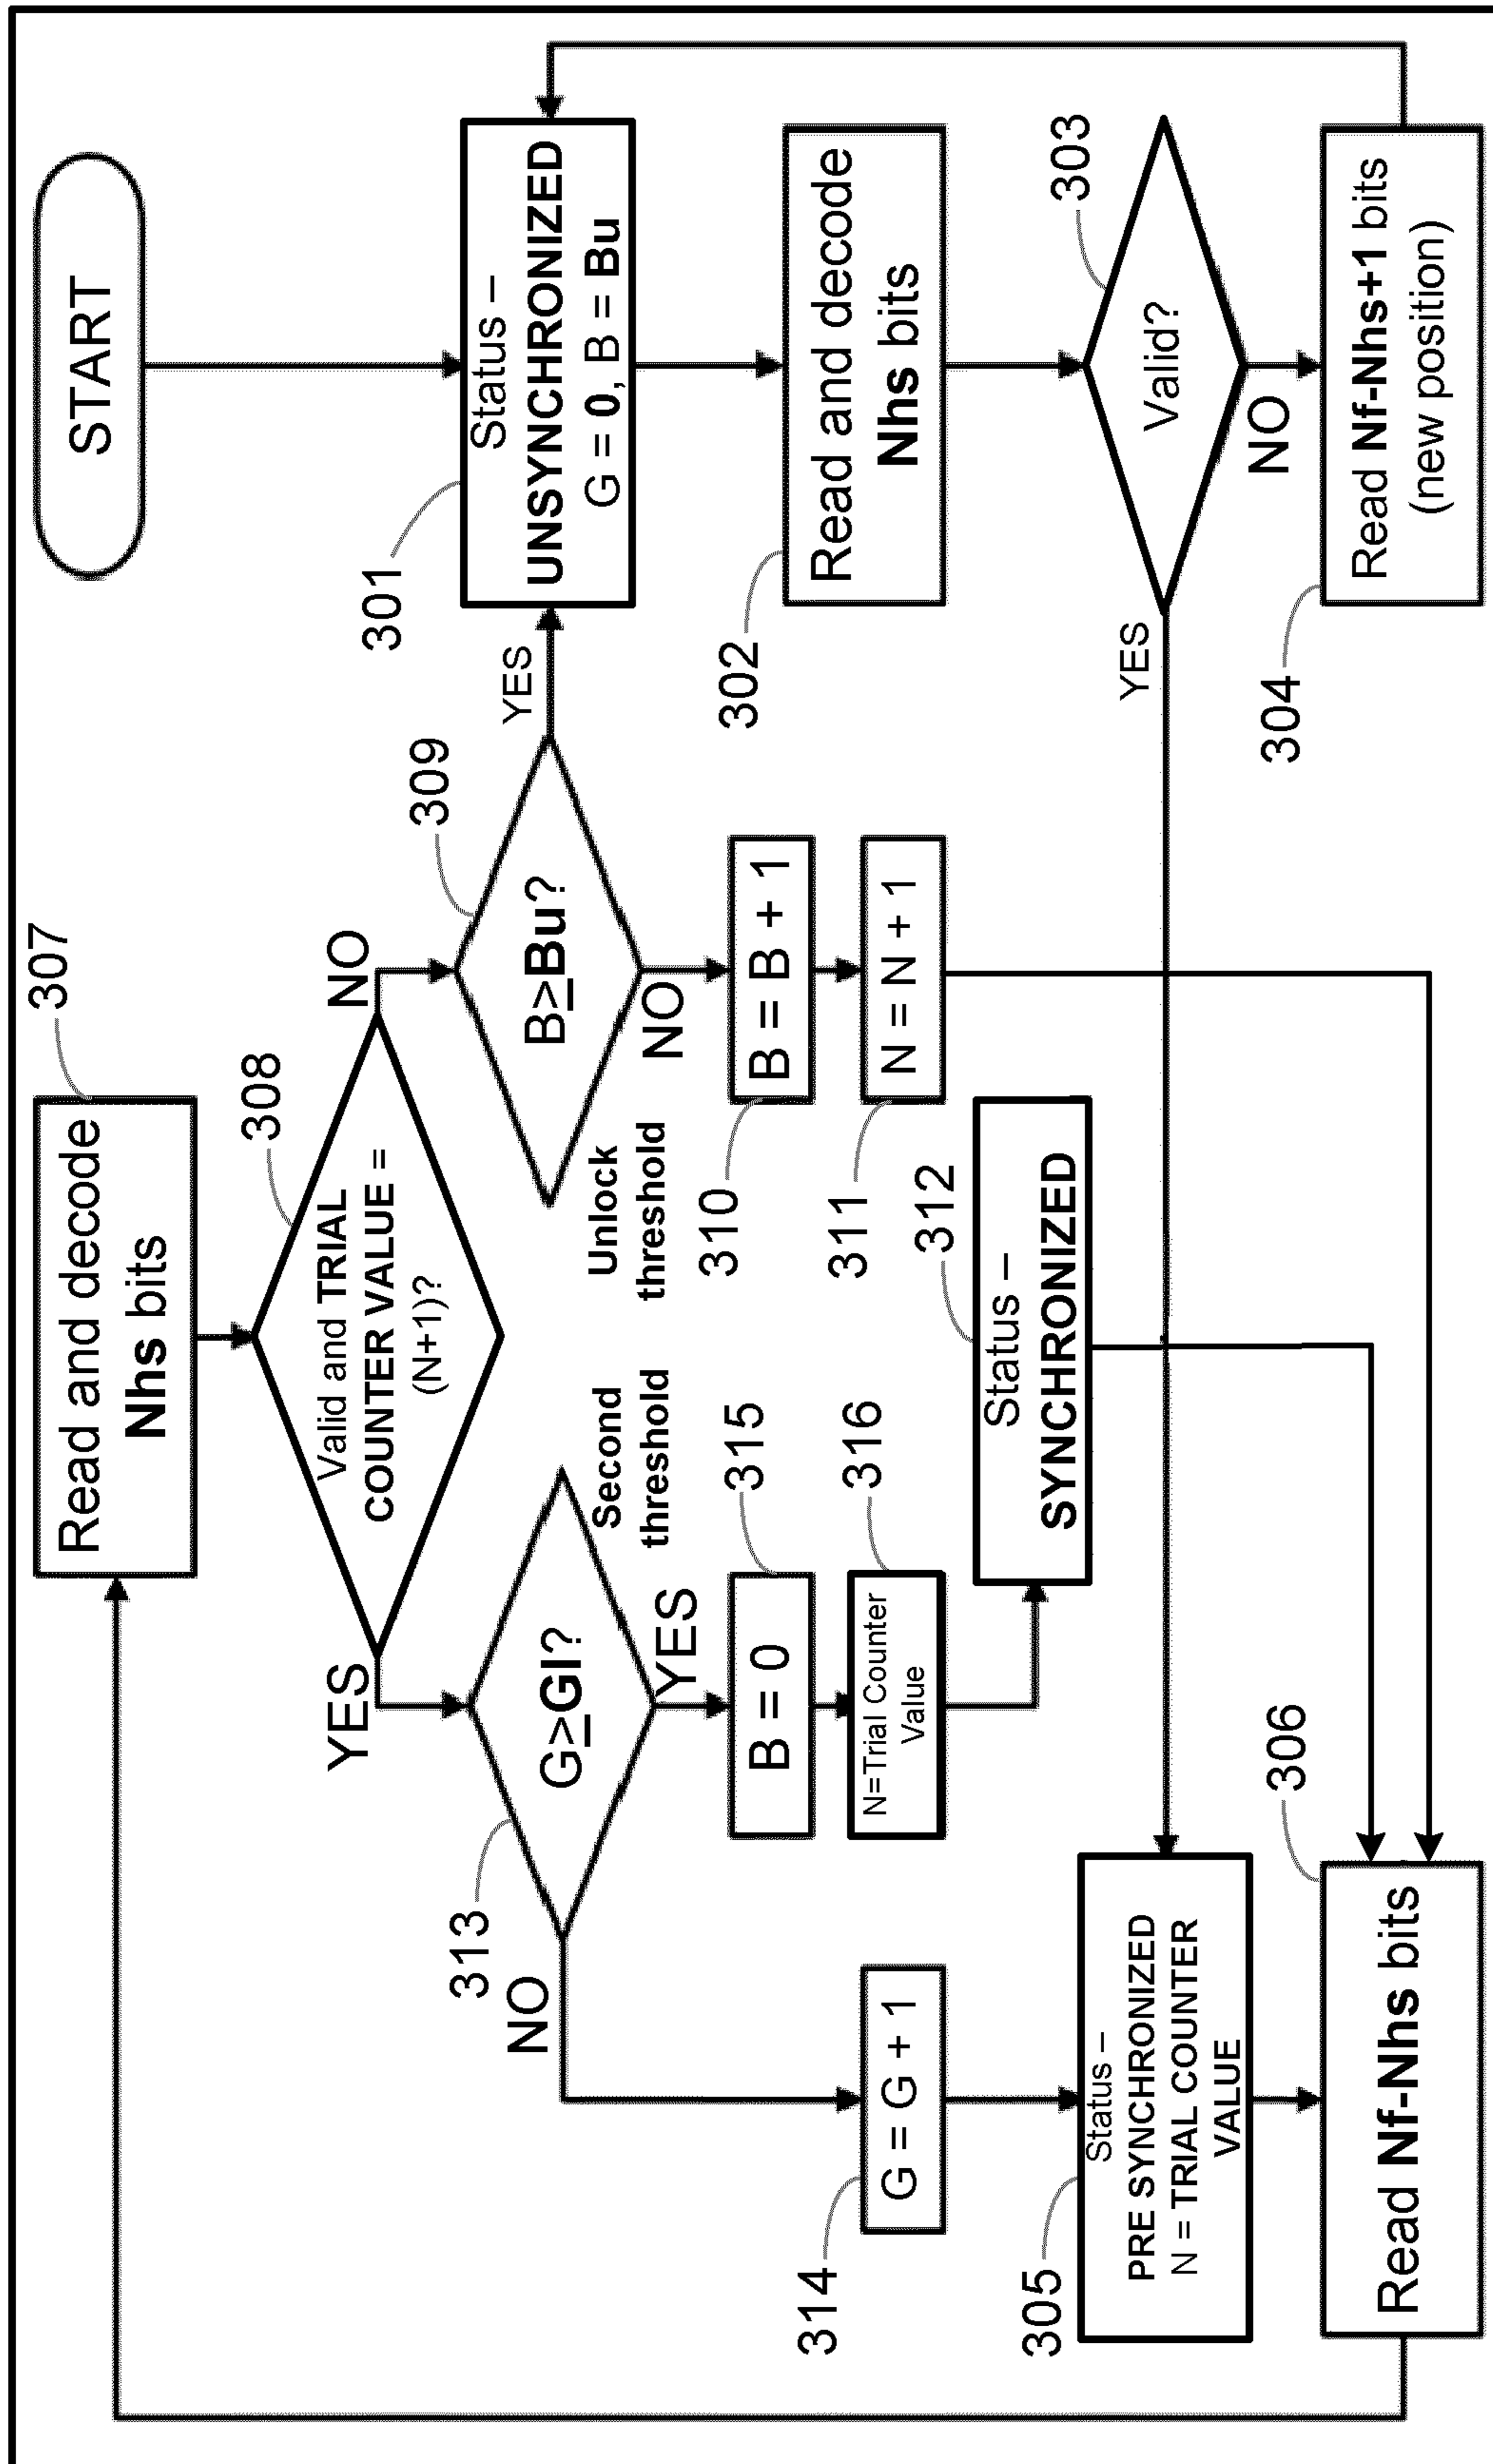 START
Status –
UNSYNCHRONIZED
G = 0, B = Bu
301
Read and decode
Nhs bits
302
Valid?
303
YES
NO
Read Nf-Nhs+1 bits
(new position)
304
307
Read and decode
Nhs bits
308
Valid and TRIAL
COUNTER VALUE =
(N+1)?
YES
NO
309
B≥Bu?
YES
NO
Unlock
threshold
310
B = B + 1
311
N = N + 1
313
G≥Gl?
NO
YES
Second
threshold
315
B = 0
316
N=Trial Counter
Value
312
Status –
SYNCHRONIZED
314
G = G + 1
305
Status –
PRE SYNCHRONIZED
N = TRIAL COUNTER
VALUE
306
Read Nf-Nhs bits